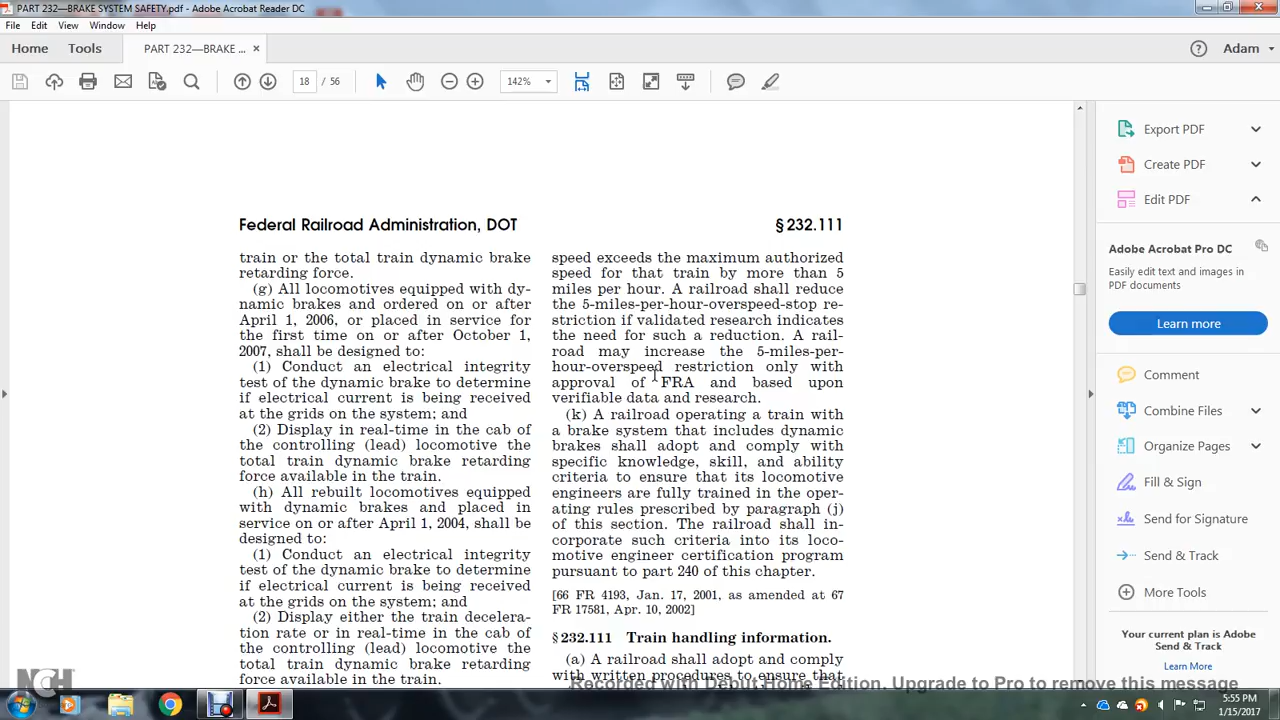 PART 232—BRAKE SYSTEM SAFETY.pdf - Adobe Acrobat Reader DC
File Edit View Window Help
Home Tools PART 232—BRAKE ... × Adam
18 / 56 142%
Federal Railroad Administration, DOT § 232.111
train or the total train dynamic brake
retarding force.
(g) All locomotives equipped with dy-
namic brakes and ordered on or after
April 1, 2006, or placed in service for
the first time on or after October 1,
2007, shall be designed to:
(1) Conduct an electrical integrity
test of the dynamic brake to determine
if electrical current is being received
at the grids on the system; and
(2) Display in real-time in the cab of
the controlling (lead) locomotive the
total train dynamic brake retarding
force available in the train.
(h) All rebuilt locomotives equipped
with dynamic brakes and placed in
service on or after April 1, 2004, shall be
designed to:
(1) Conduct an electrical integrity
test of the dynamic brake to determine
if electrical current is being received
at the grids on the system; and
(2) Display either the train decelera-
tion rate or in real-time in the cab of
the controlling (lead) locomotive the
total train dynamic brake retarding
force available in the train.
speed exceeds the maximum authorized
speed for that train by more than 5
miles per hour. A railroad shall reduce
the 5-miles-per-hour-overspeed-stop re-
striction if validated research indicates
the need for such a reduction. A rail-
road may increase the 5-miles-per-
hour-overspeed restriction only with
approval of FRA and based upon
verifiable data and research.
(k) A railroad operating a train with
a brake system that includes dynamic
brakes shall adopt and comply with
specific knowledge, skill, and ability
criteria to ensure that its locomotive
engineers are fully trained in the oper-
ating rules prescribed by paragraph (j)
of this section. The railroad shall in-
corporate such criteria into its loco-
motive engineer certification program
pursuant to part 240 of this chapter.
[66 FR 4193, Jan. 17, 2001, as amended at 67
FR 17581, Apr. 10, 2002]
§ 232.111 Train handling information.
(a) A railroad shall adopt and comply
with written procedures to ensure that
Export PDF
Create PDF
Edit PDF
Adobe Acrobat Pro DC
Easily edit text and images in
PDF documents
Learn more
Comment
Combine Files
Organize Pages
Fill & Sign
Send for Signature
Send & Track
More Tools
Your current plan is Adobe
Send & Track
Learn More
NCH
Recorded with Debut Home Edition. Upgrade to Pro to remove this message
5:55 PM
1/15/2017